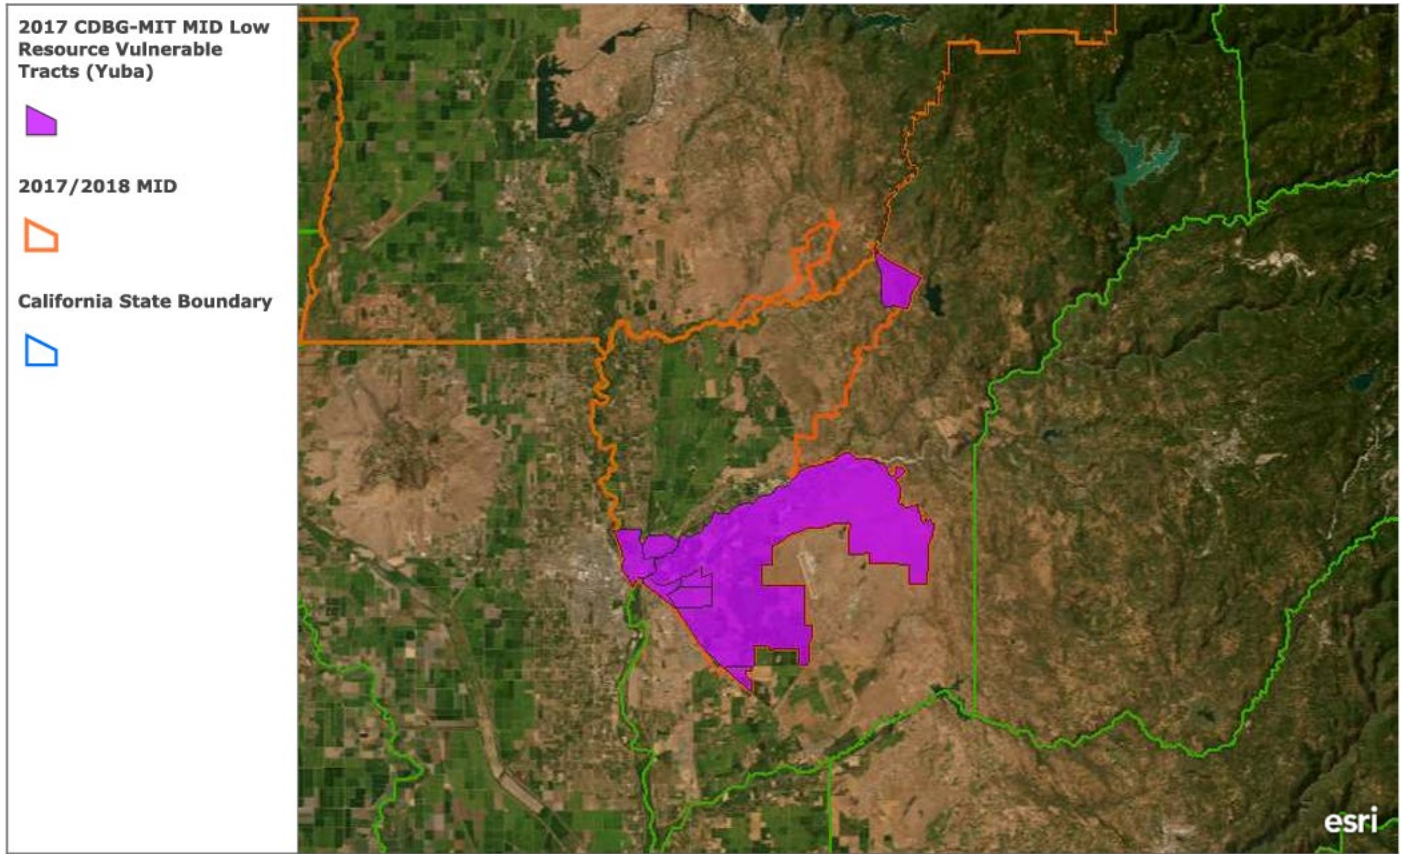 2017 CDBG-MIT MID Low
Resource Vulnerable
Tracts (Yuba)
2017/2018 MID
California State Boundary
esri